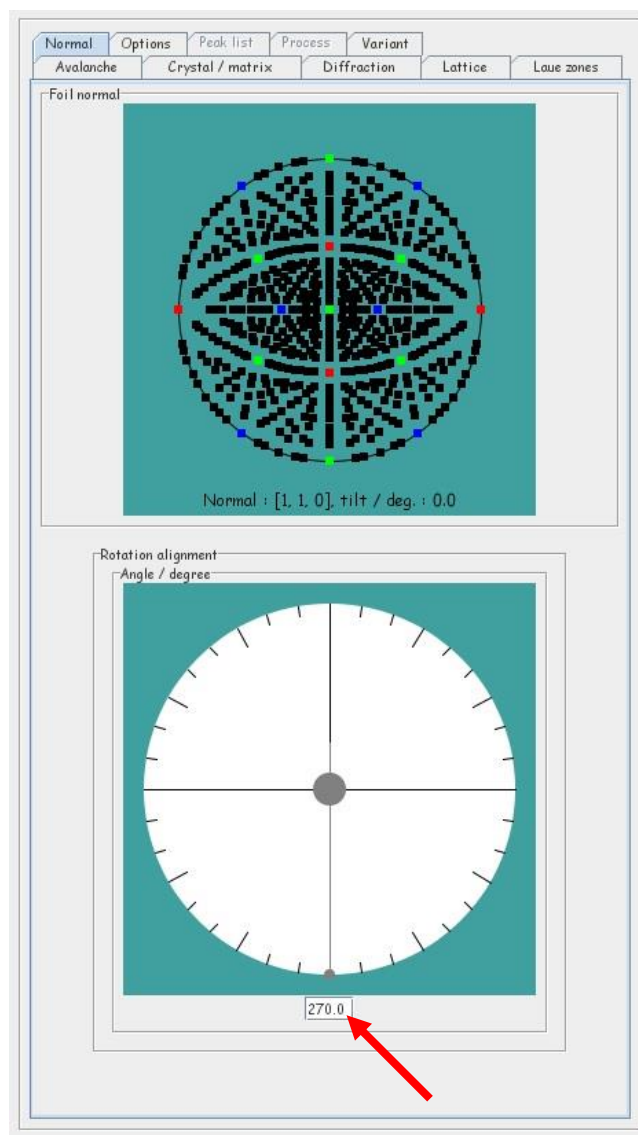 Normal Options Peak list Process Variant
Avalanche Crystal / matrix Diffraction Lattice Laue zones
Foil normal
Normal : [1, 1, 0], tilt / deg. : 0.0
Rotation alignment
Angle / degree
270.0